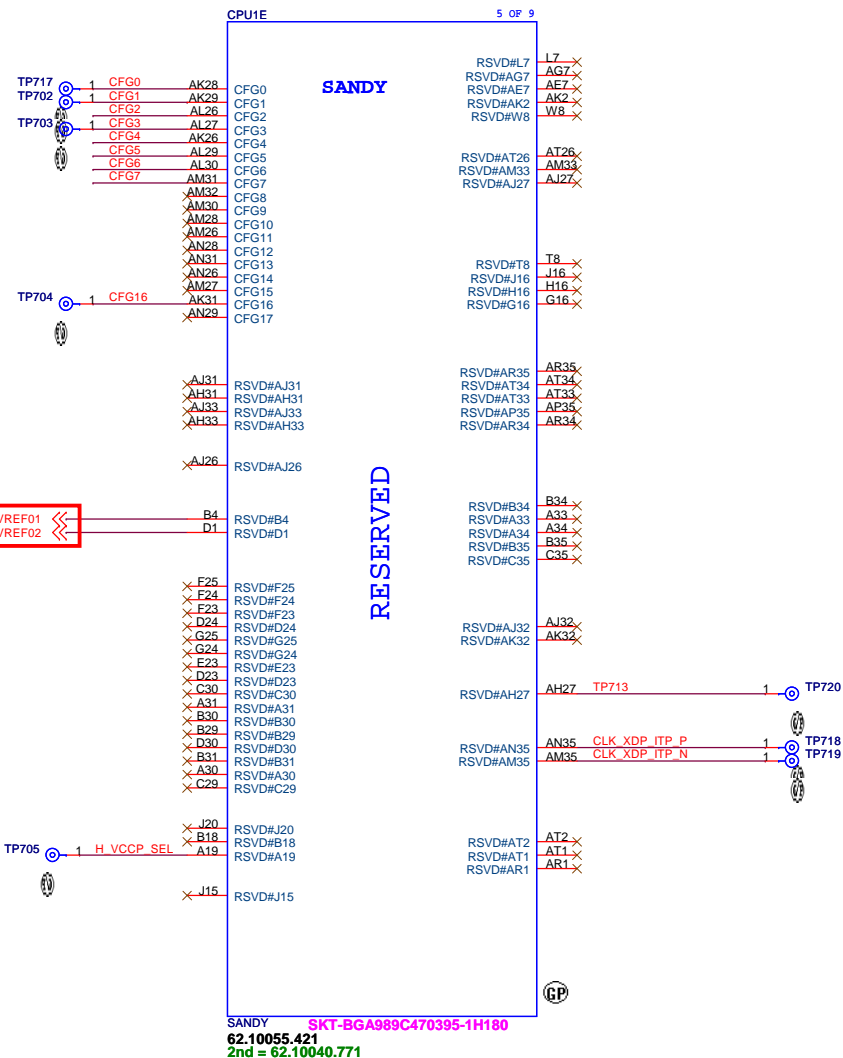 CPU1E 5 OF 9
SANDY
RESERVED
TP717 1 CFG0 AK28 CFG0
TP702 1 CFG1 AK29 CFG1
CFG2 AL26 CFG2
TP703 1 CFG3 AL27 CFG3
CFG4 AK26 CFG4
CFG5 AL29 CFG5
CFG6 AL30 CFG6
CFG7 AM31 CFG7
AM32 CFG8
AM30 CFG9
AM28 CFG10
AM26 CFG11
AN28 CFG12
AN31 CFG13
AN26 CFG14
AM27 CFG15
TP704 1 CFG16 AK31 CFG16
AN29 CFG17
AJ31 RSVD#AJ31
AH31 RSVD#AH31
AJ33 RSVD#AJ33
AH33 RSVD#AH33
AJ26 RSVD#AJ26
VREF01 B4 RSVD#B4
VREF02 D1 RSVD#D1
F25 RSVD#F25
F24 RSVD#F24
F23 RSVD#F23
D24 RSVD#D24
G25 RSVD#G25
G24 RSVD#G24
E23 RSVD#E23
D23 RSVD#D23
C30 RSVD#C30
A31 RSVD#A31
B30 RSVD#B30
B29 RSVD#B29
D30 RSVD#D30
B31 RSVD#B31
A30 RSVD#A30
C29 RSVD#C29
J20 RSVD#J20
B18 RSVD#B18
TP705 1 H_VCCP_SEL A19 RSVD#A19
J15 RSVD#J15
RSVD#L7 L7
RSVD#AG7 AG7
RSVD#AE7 AE7
RSVD#AK2 AK2
RSVD#W8 W8
RSVD#AT26 AT26
RSVD#AM33 AM33
RSVD#AJ27 AJ27
RSVD#T8 T8
RSVD#J16 J16
RSVD#H16 H16
RSVD#G16 G16
RSVD#AR35 AR35
RSVD#AT34 AT34
RSVD#AT33 AT33
RSVD#AP35 AP35
RSVD#AR34 AR34
RSVD#B34 B34
RSVD#A33 A33
RSVD#A34 A34
RSVD#B35 B35
RSVD#C35 C35
RSVD#AJ32 AJ32
RSVD#AK32 AK32
RSVD#AH27 AH27 TP713 1 TP720
RSVD#AN35 AN35 CLK_XDP_ITP_P 1 TP718
RSVD#AM35 AM35 CLK_XDP_ITP_N 1 TP719
RSVD#AT2 AT2
RSVD#AT1 AT1
RSVD#AR1 AR1
GP
SANDY SKT-BGA989C470395-1H180
62.10055.421
2nd = 62.10040.771